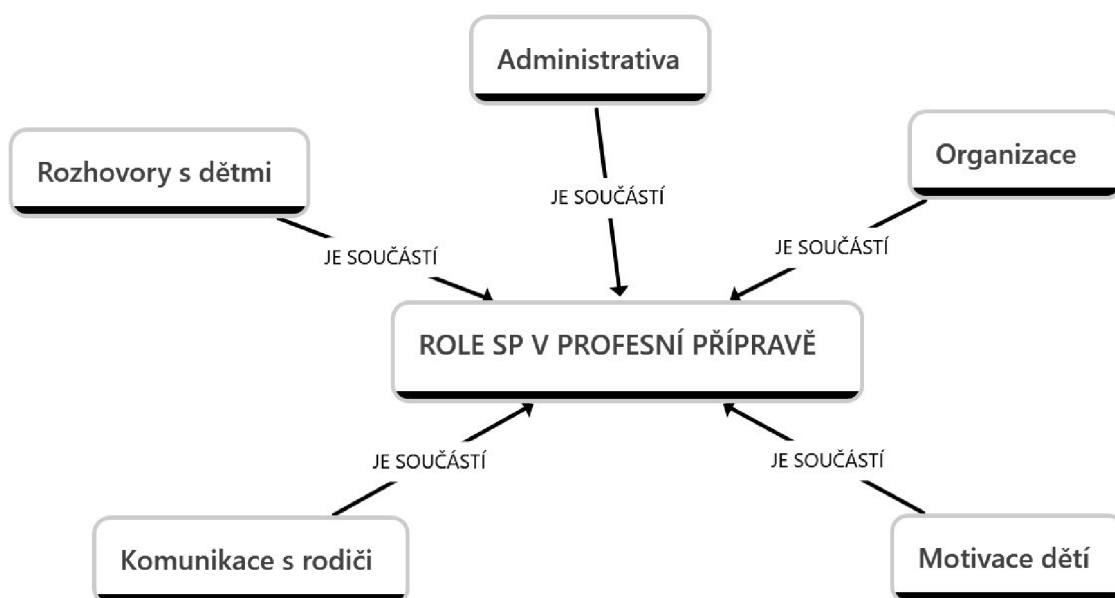 Administrativa
Organizace
Rozhovory s dětmi
JE SOUČÁSTÍ
JE SOUČÁSTÍ
JE SOUČÁSTÍ
ROLE SP V PROFESNÍ PŘÍPRAVĚ
JE SOUČÁSTÍ
JE SOUČÁSTÍ
Komunikace s rodiči
Motivace dětí